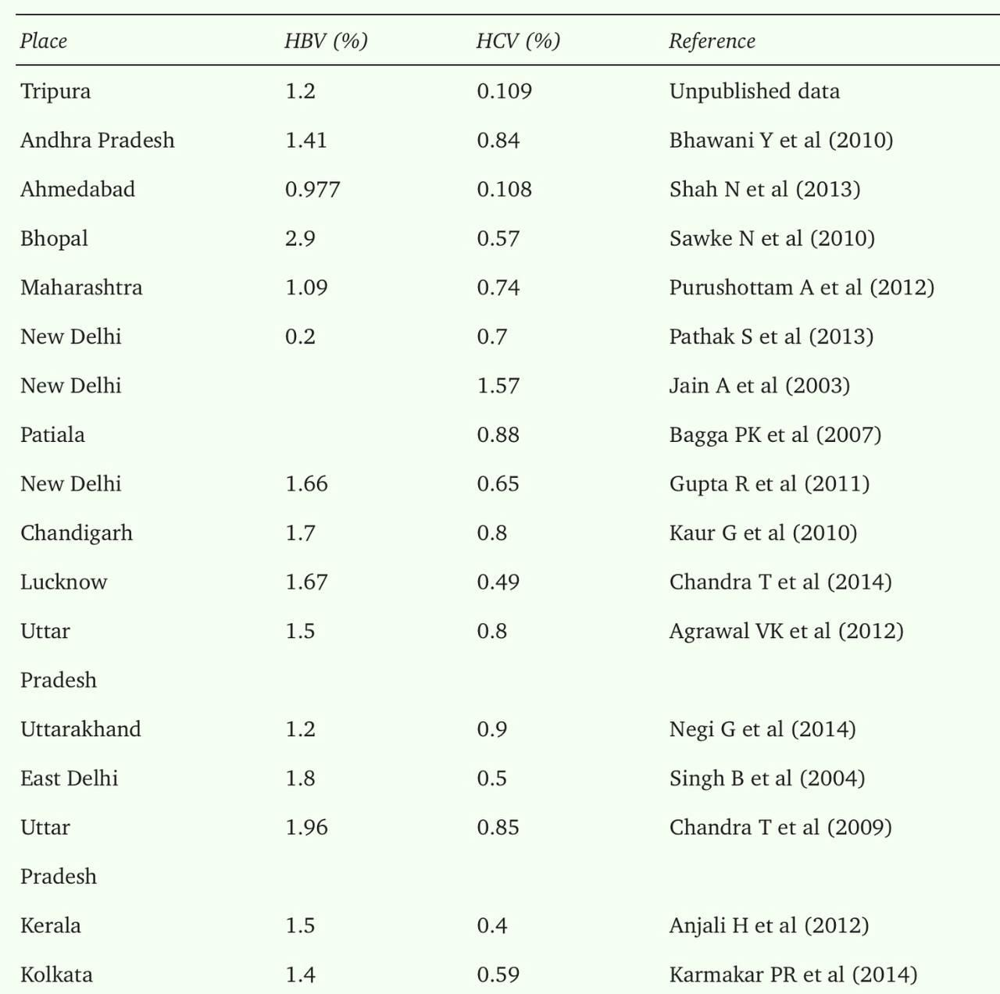 Place HBV (%) HCV (%) Reference
Tripura 1.2 0.109 Unpublished data
Andhra Pradesh 1.41 0.84 Bhawani Y et al (2010)
Ahmedabad 0.977 0.108 Shah N et al (2013)
Bhopal 2.9 0.57 Sawke N et al (2010)
Maharashtra 1.09 0.74 Purushottam A et al (2012)
New Delhi 0.2 0.7 Pathak S et al (2013)
New Delhi 1.57 Jain A et al (2003)
Patiala 0.88 Bagga PK et al (2007)
New Delhi 1.66 0.65 Gupta R et al (2011)
Chandigarh 1.7 0.8 Kaur G et al (2010)
Lucknow 1.67 0.49 Chandra T et al (2014)
Uttar 1.5 0.8 Agrawal VK et al (2012)
Pradesh
Uttarakhand 1.2 0.9 Negi G et al (2014)
East Delhi 1.8 0.5 Singh B et al (2004)
Uttar 1.96 0.85 Chandra T et al (2009)
Pradesh
Kerala 1.5 0.4 Anjali H et al (2012)
Kolkata 1.4 0.59 Karmakar PR et al (2014)